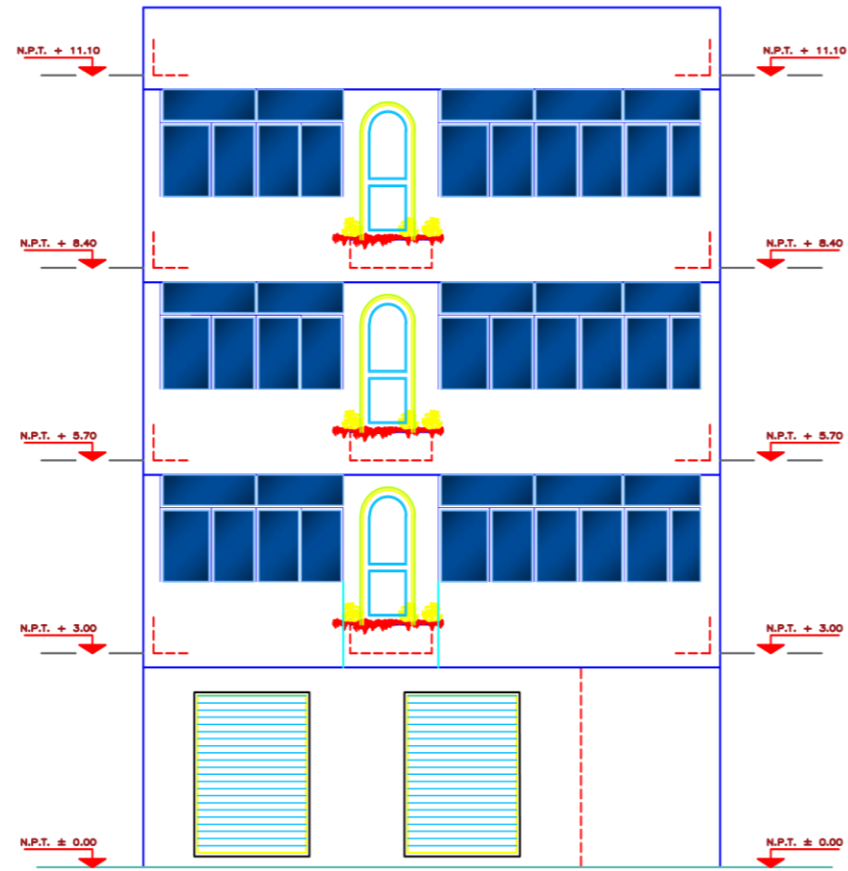 N.P.T. + 11.10 N.P.T. + 11.10
N.P.T. + 8.40 N.P.T. + 8.40
N.P.T. + 5.70 N.P.T. + 5.70
N.P.T. + 3.00 N.P.T. + 3.00
N.P.T. ± 0.00 N.P.T. ± 0.00